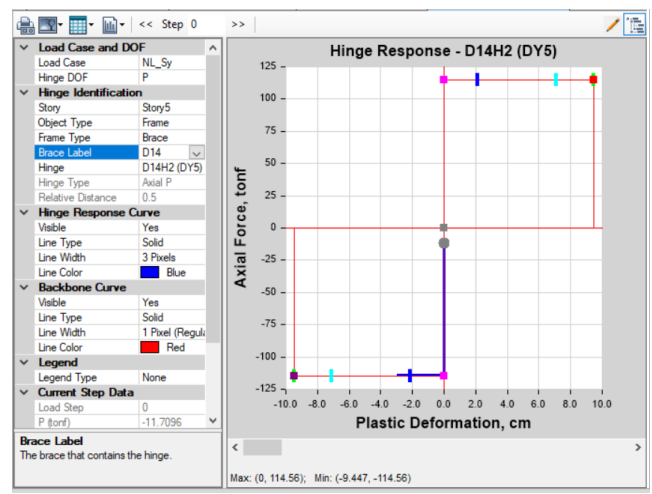 << Step 0 >>
Load Case and DOF
Load Case NL_Sy
Hinge DOF P
Hinge Identification
Story Story5
Object Type Frame
Frame Type Brace
Brace Label D14
Hinge D14H2 (DY5)
Hinge Type Axial P
Relative Distance 0.5
Hinge Response Curve
Visible Yes
Line Type Solid
Line Width 3 Pixels
Line Color Blue
Backbone Curve
Visible Yes
Line Type Solid
Line Width 1 Pixel (Regula
Line Color Red
Legend
Legend Type None
Current Step Data
Load Step 0
P (tonf) -11.7096
Brace Label
The brace that contains the hinge.
Hinge Response - D14H2 (DY5)
Axial Force, tonf
125
100
75
50
25
0
-25
-50
-75
-100
-125
-10.0 -8.0 -6.0 -4.0 -2.0 0.0 2.0 4.0 6.0 8.0 10.0
Plastic Deformation, cm
Max: (0, 114.56); Min: (-9.447, -114.56)